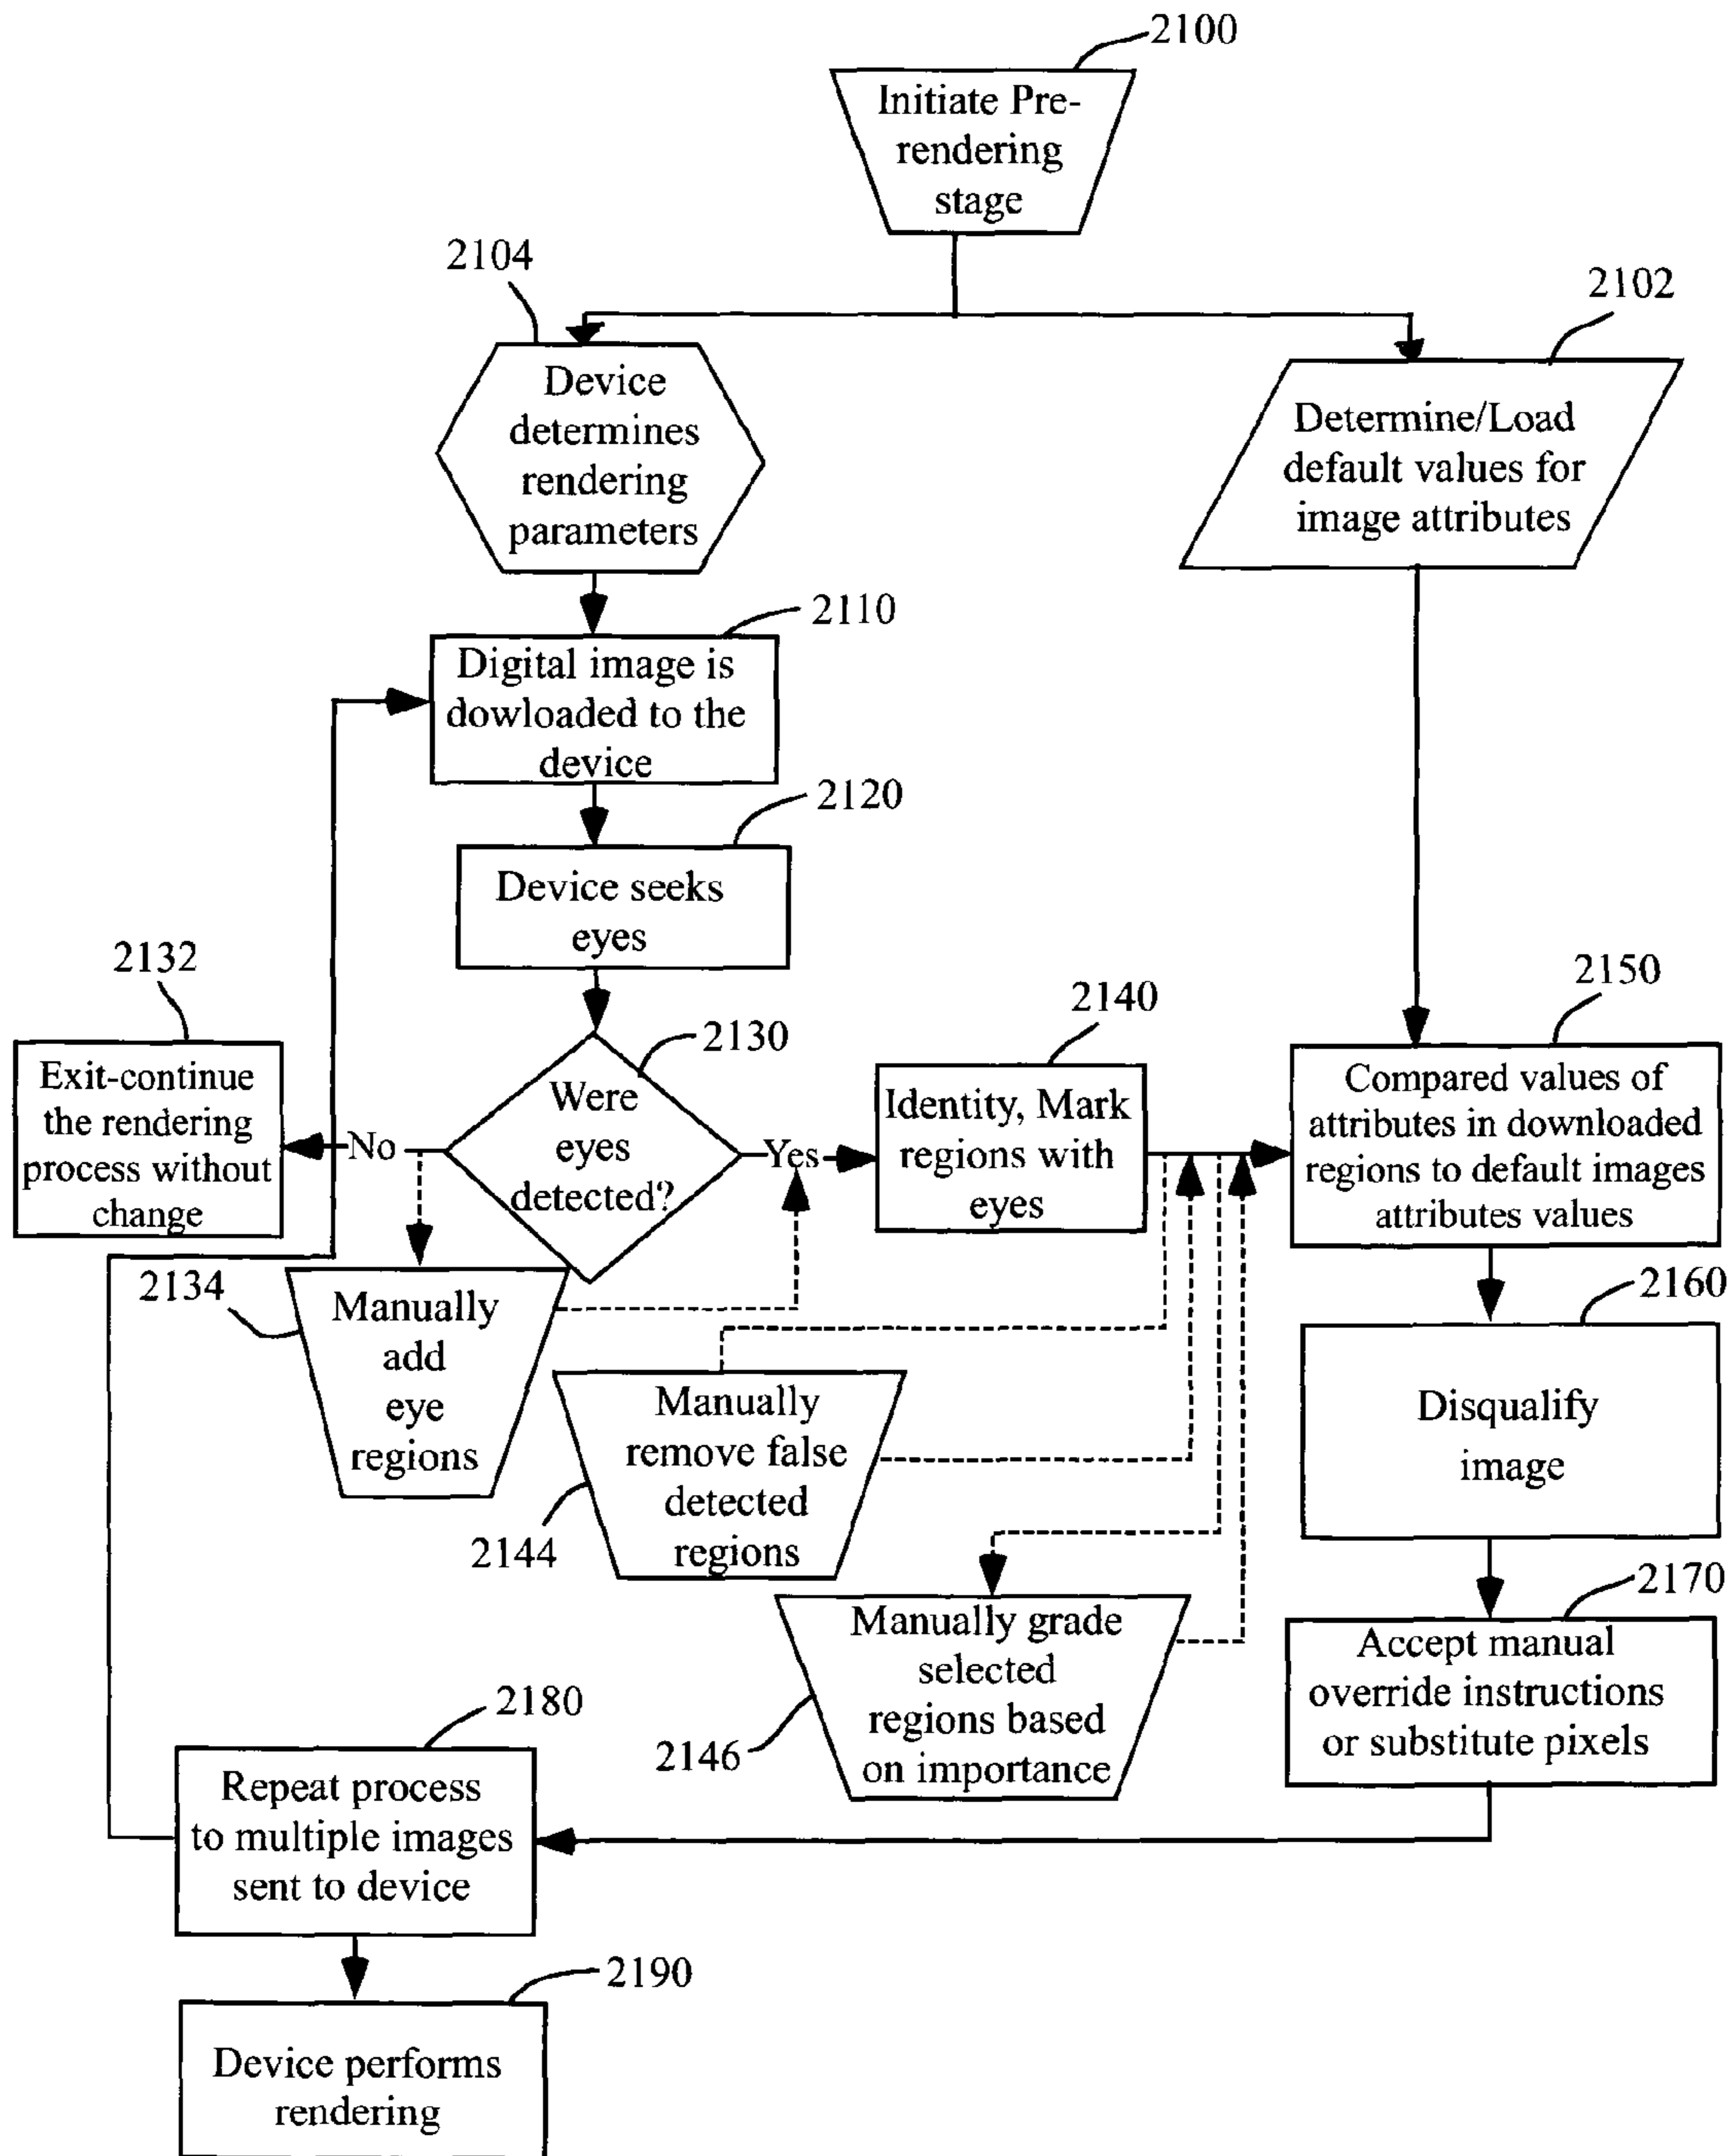 2100
Initiate Pre-
rendering
stage
2104
2102
Device
determines
rendering
parameters
Determine/Load
default values for
image attributes
2110
Digital image is
dowloaded to the
device
2120
Device seeks
eyes
2132
Exit-continue
the rendering
process without
change
2130
Were
eyes
detected?
No
Yes
2140
Identity, Mark
regions with
eyes
2150
Compared values of
attributes in downloaded
regions to default images
attributes values
2134
Manually
add
eye
regions
2144
Manually
remove false
detected
regions
2160
Disqualify
image
2146
Manually grade
selected
regions based
on importance
2170
Accept manual
override instructions
or substitute pixels
2180
Repeat process
to multiple images
sent to device
2190
Device performs
rendering